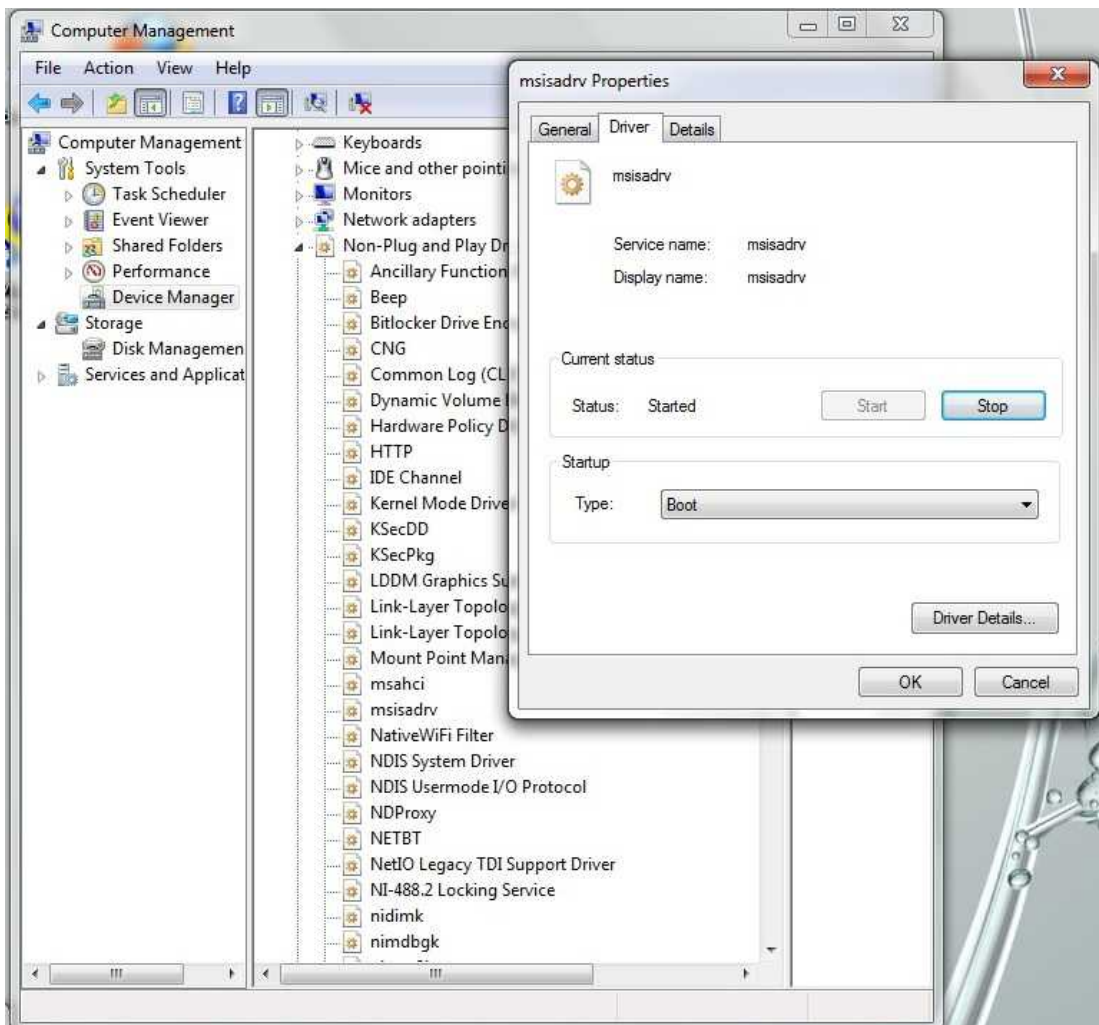 Computer Management
File Action View Help
Computer Management
System Tools
Task Scheduler
Event Viewer
Shared Folders
Performance
Device Manager
Storage
Disk Managemen
Services and Applicat
Keyboards
Mice and other pointi
Monitors
Network adapters
Non-Plug and Play Dr
Ancillary Function
Beep
Bitlocker Drive Enc
CNG
Common Log (CL
Dynamic Volume
Hardware Policy D
HTTP
IDE Channel
Kernel Mode Drive
KSecDD
KSecPkg
LDDM Graphics Su
Link-Layer Topolo
Link-Layer Topolo
Mount Point Mana
msahci
msisadrv
NativeWiFi Filter
NDIS System Driver
NDIS Usermode I/O Protocol
NDProxy
NETBT
NetIO Legacy TDI Support Driver
NI-488.2 Locking Service
nidimk
nimdbgk
msisadrv Properties
General Driver Details
msisadrv
Service name: msisadrv
Display name: msisadrv
Current status
Status: Started Start Stop
Startup
Type: Boot
Driver Details...
OK Cancel